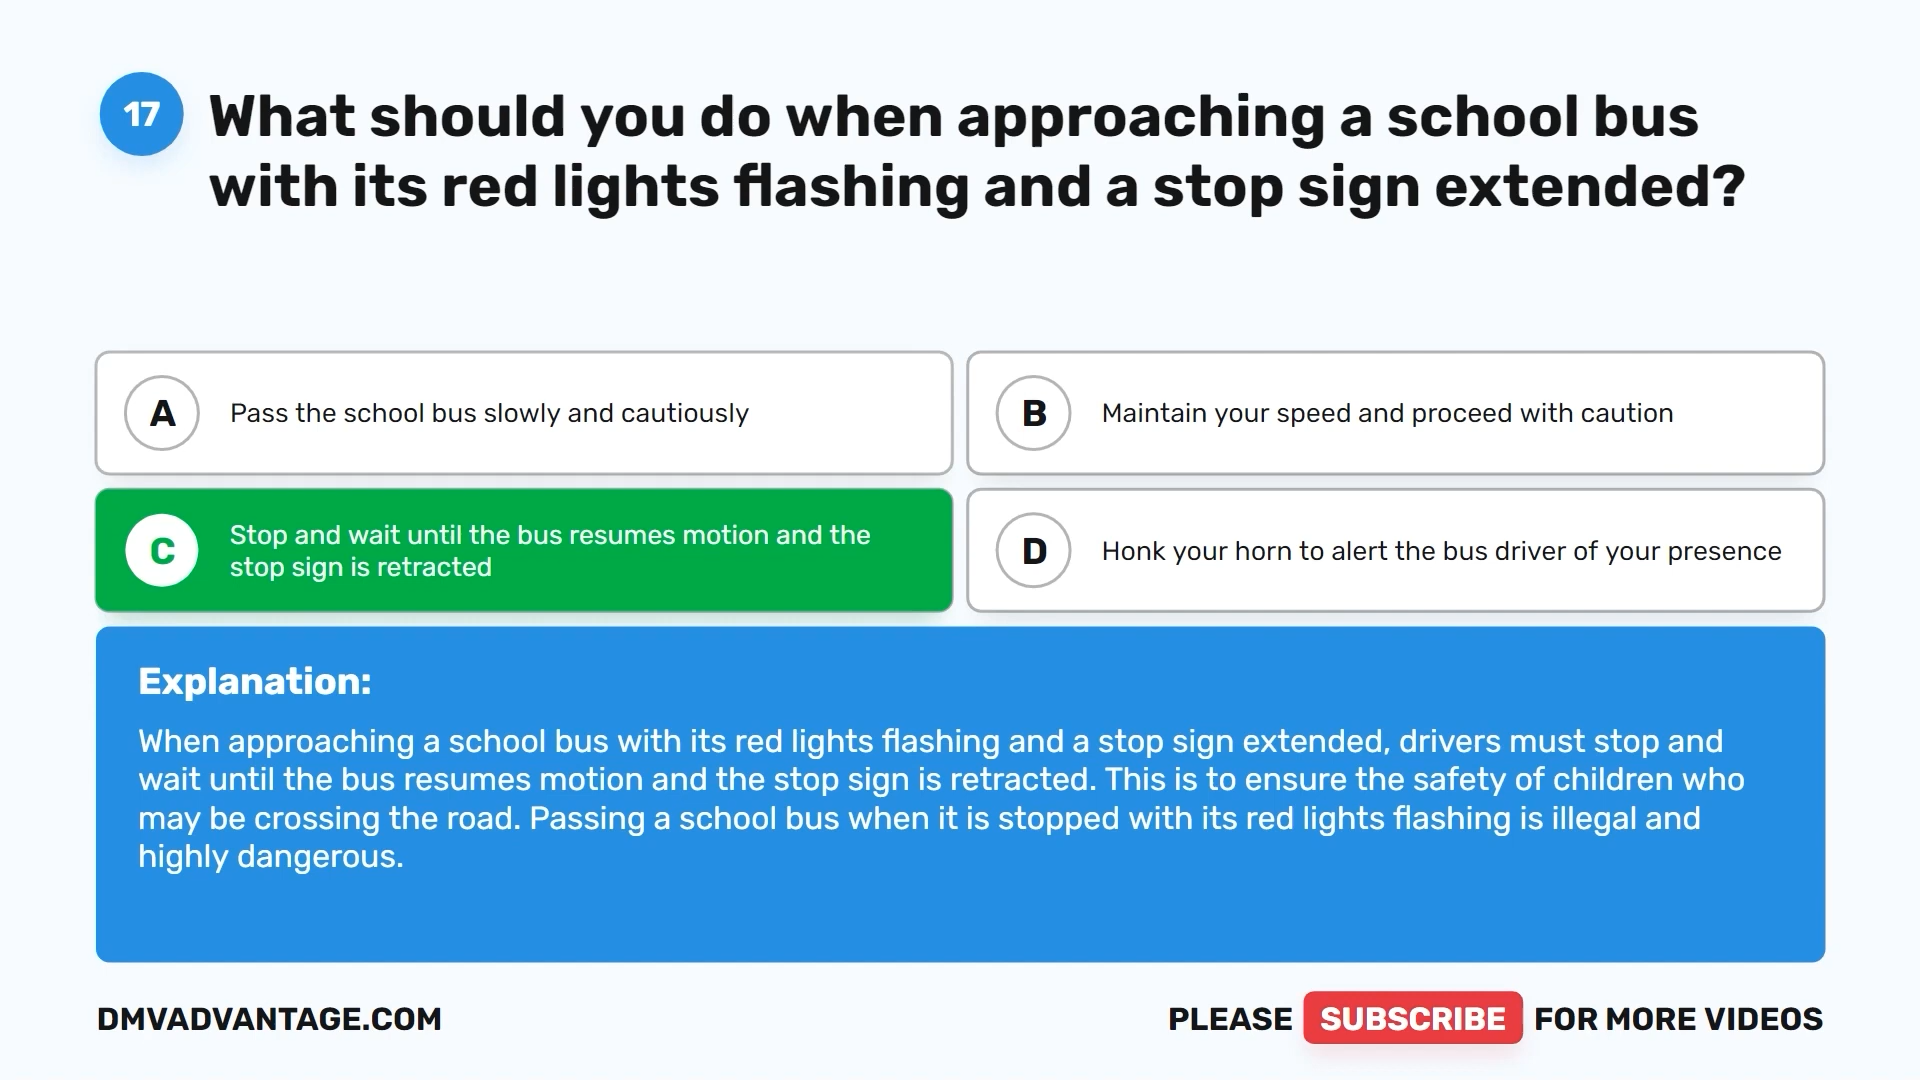 17
What should you do when approaching a school bus
with its red lights flashing and a stop sign extended?
A
Pass the school bus slowly and cautiously
B
Maintain your speed and proceed with caution
C
Stop and wait until the bus resumes motion and the
stop sign is retracted
D
Honk your horn to alert the bus driver of your presence
Explanation:
When approaching a school bus with its red lights flashing and a stop sign extended, drivers must stop and
wait until the bus resumes motion and the stop sign is retracted. This is to ensure the safety of children who
may be crossing the road. Passing a school bus when it is stopped with its red lights flashing is illegal and
highly dangerous.
DMVADVANTAGE.COM
PLEASE SUBSCRIBE FOR MORE VIDEOS